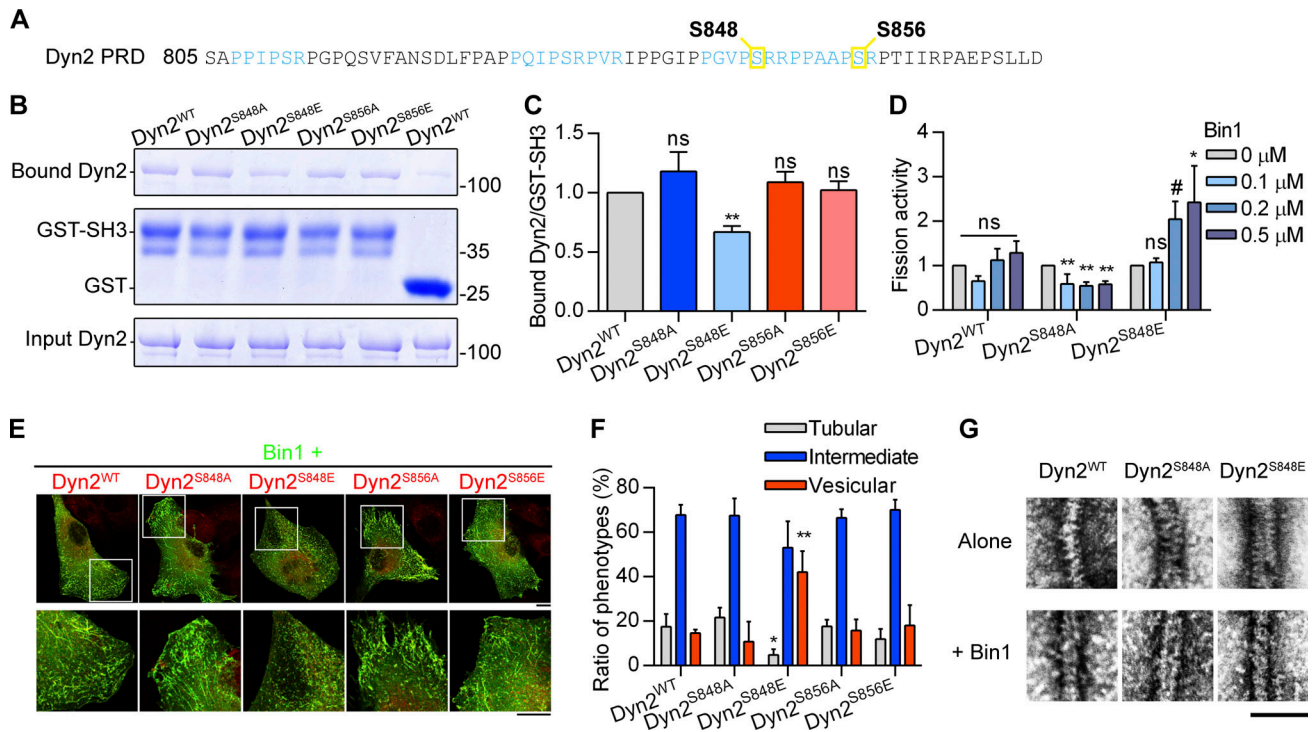 A
S848 S856
Dyn2 PRD 805 SAPPIPSRPGPQSVFANSDLFPAPPQIPSRPVRIPPGIPPGVPSRRPPAAPSRPTIIRPAEPSLLD
B
Dyn2WT Dyn2S848A Dyn2S848E Dyn2S856A Dyn2S856E Dyn2WT
Bound Dyn2 -100
GST-SH3 -35
GST -25
Input Dyn2 -100
C
Bound Dyn2/GST-SH3
1.5
1.0
0.5
0.0
ns ** ns ns
Dyn2WT Dyn2S848A Dyn2S848E Dyn2S856A Dyn2S856E
D
Fission activity
4
3
2
1
0
Bin1
0 μM
0.1 μM
0.2 μM
0.5 μM
ns ** ** ** ns # *
Dyn2WT Dyn2S848A Dyn2S848E
E
Bin1 +
Dyn2WT Dyn2S848A Dyn2S848E Dyn2S856A Dyn2S856E
F
Tubular
Intermediate
Vesicular
Ratio of phenotypes (%)
80
60
40
20
0
* **
Dyn2WT Dyn2S848A Dyn2S848E Dyn2S856A Dyn2S856E
G
Dyn2WT Dyn2S848A Dyn2S848E
Alone
+ Bin1